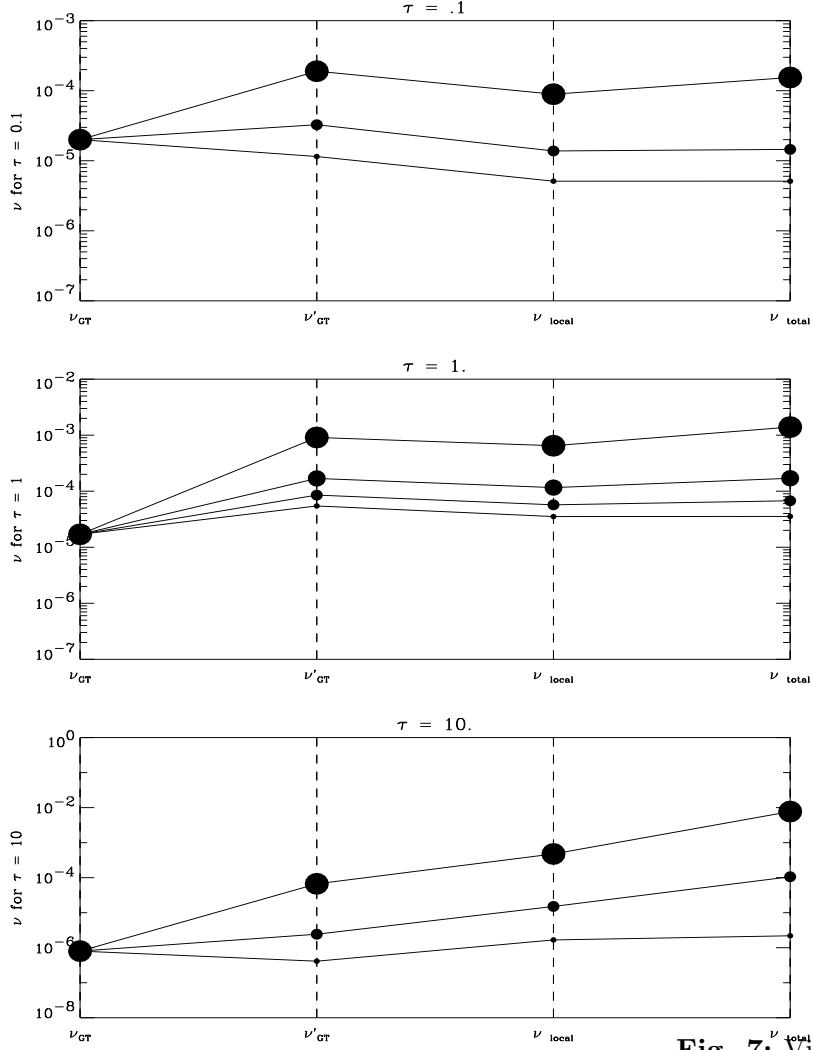 τ = .1
10⁻³
10⁻⁴
10⁻⁵
10⁻⁶
10⁻⁷
ν for τ = 0.1
ν_GT ν'_GT ν_local ν_total
τ = 1.
10⁻²
10⁻³
10⁻⁴
10⁻⁵
10⁻⁶
10⁻⁷
ν for τ = 1
ν_GT ν'_GT ν_local ν_total
τ = 10.
10⁰
10⁻²
10⁻⁴
10⁻⁶
10⁻⁸
ν for τ = 10
ν_GT ν'_GT ν_local ν_total
Fig. 7: